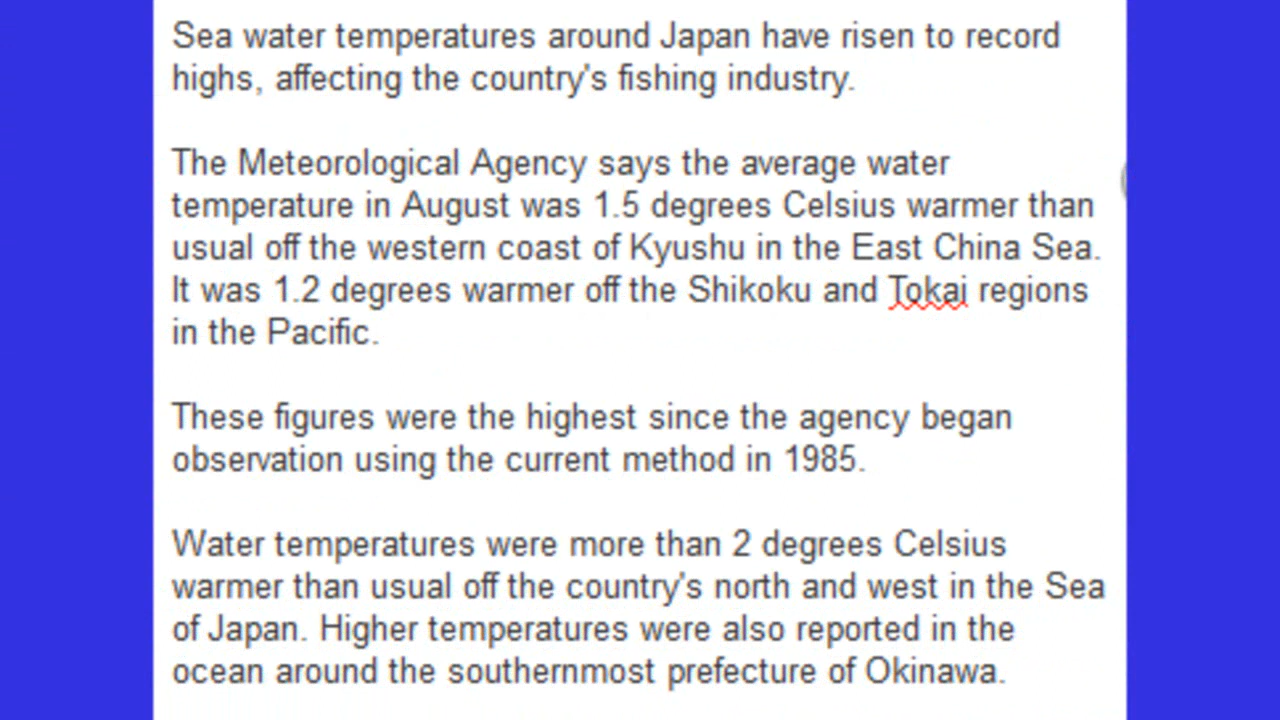 Sea water temperatures around Japan have risen to record
highs, affecting the country's fishing industry.
The Meteorological Agency says the average water
temperature in August was 1.5 degrees Celsius warmer than
usual off the western coast of Kyushu in the East China Sea.
It was 1.2 degrees warmer off the Shikoku and Tokai regions
in the Pacific.
These figures were the highest since the agency began
observation using the current method in 1985.
Water temperatures were more than 2 degrees Celsius
warmer than usual off the country's north and west in the Sea
of Japan. Higher temperatures were also reported in the
ocean around the southernmost prefecture of Okinawa.